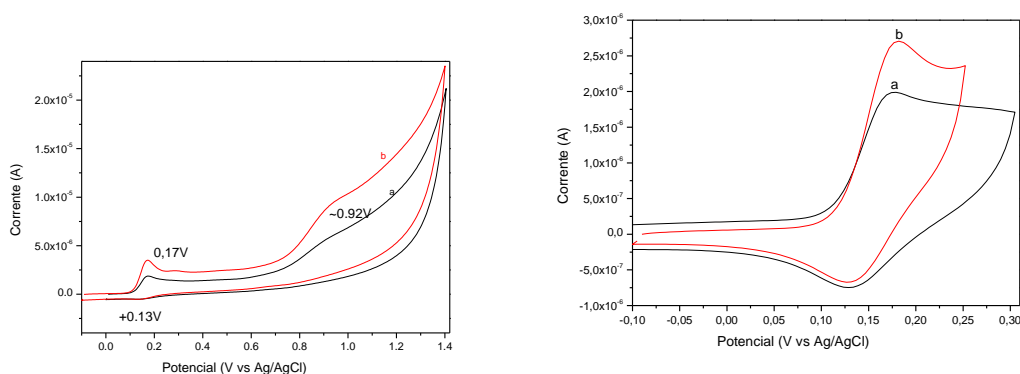 2.0x10⁻⁵
1.5x10⁻⁵
1.0x10⁻⁵
5.0x10⁻⁶
0.0
Corrente (A)
b
a
~0.92V
0,17V
+0.13V
0.0 0.2 0.4 0.6 0.8 1.0 1.2 1.4
Potencial (V vs Ag/AgCl)
3,0x10⁻⁶
2,5x10⁻⁶
2,0x10⁻⁶
1,5x10⁻⁶
1,0x10⁻⁶
5,0x10⁻⁷
0,0
-5,0x10⁻⁷
-1,0x10⁻⁶
Corrente (A)
b
a
-0,10 -0,05 0,00 0,05 0,10 0,15 0,20 0,25 0,30
Potencial (V vs Ag/AgCl)